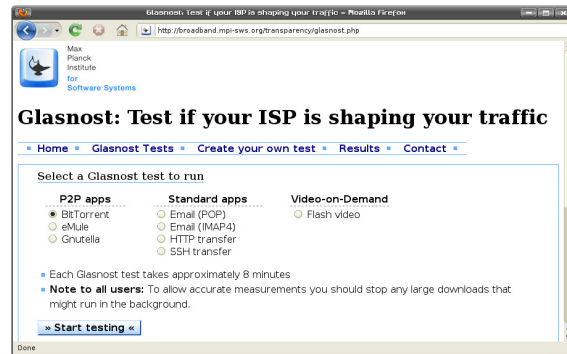 Glasnost: Test if your ISP is shaping your traffic - Mozilla Firefox
http://broadband.mpi-sws.org/transparency/glasnost.php
Max
Planck
Institute
for
Software Systems
Glasnost: Test if your ISP is shaping your traffic
Home Glasnost Tests Create your own test Results Contact
Select a Glasnost test to run
P2P apps Standard apps Video-on-Demand
BitTorrent Email (POP) Flash video
eMule Email (IMAP4)
Gnutella HTTP transfer
SSH transfer
Each Glasnost test takes approximately 8 minutes
Note to all users: To allow accurate measurements you should stop any large downloads that
might run in the background.
» Start testing «
Done